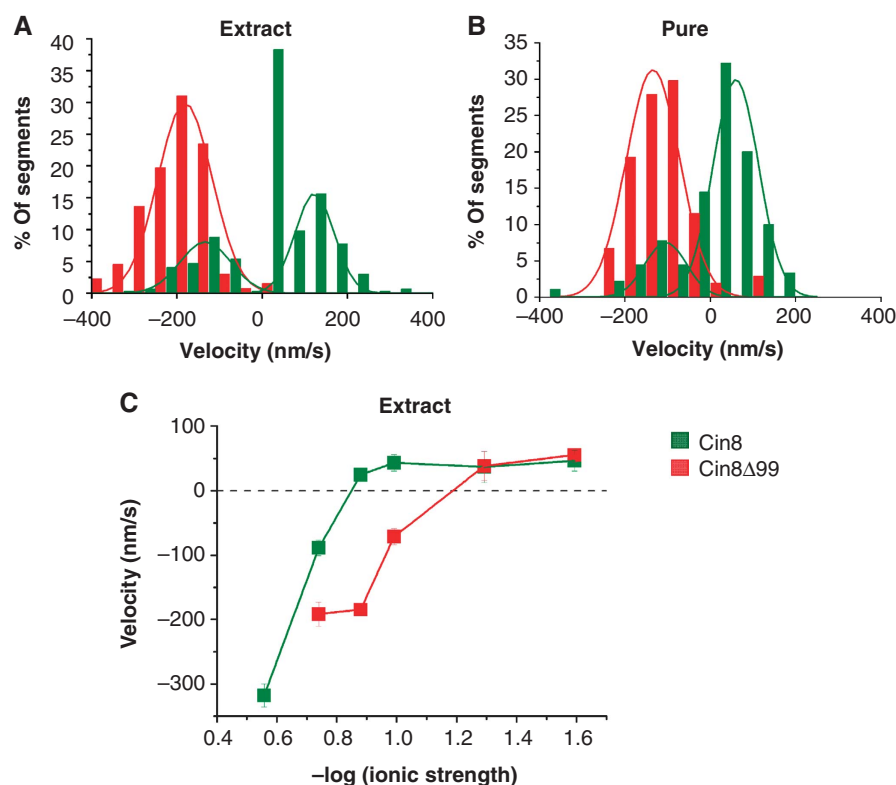 A
Extract
% Of segments
40
35
30
25
20
15
10
5
0
−400
−200
0
200
400
Velocity (nm/s)
B
Pure
% Of segments
35
30
25
20
15
10
5
0
−400
−200
0
200
400
Velocity (nm/s)
C
Extract
Velocity (nm/s)
100
0
−100
−200
−300
0.4
0.6
0.8
1.0
1.2
1.4
1.6
−log (ionic strength)
Cin8
Cin8Δ99